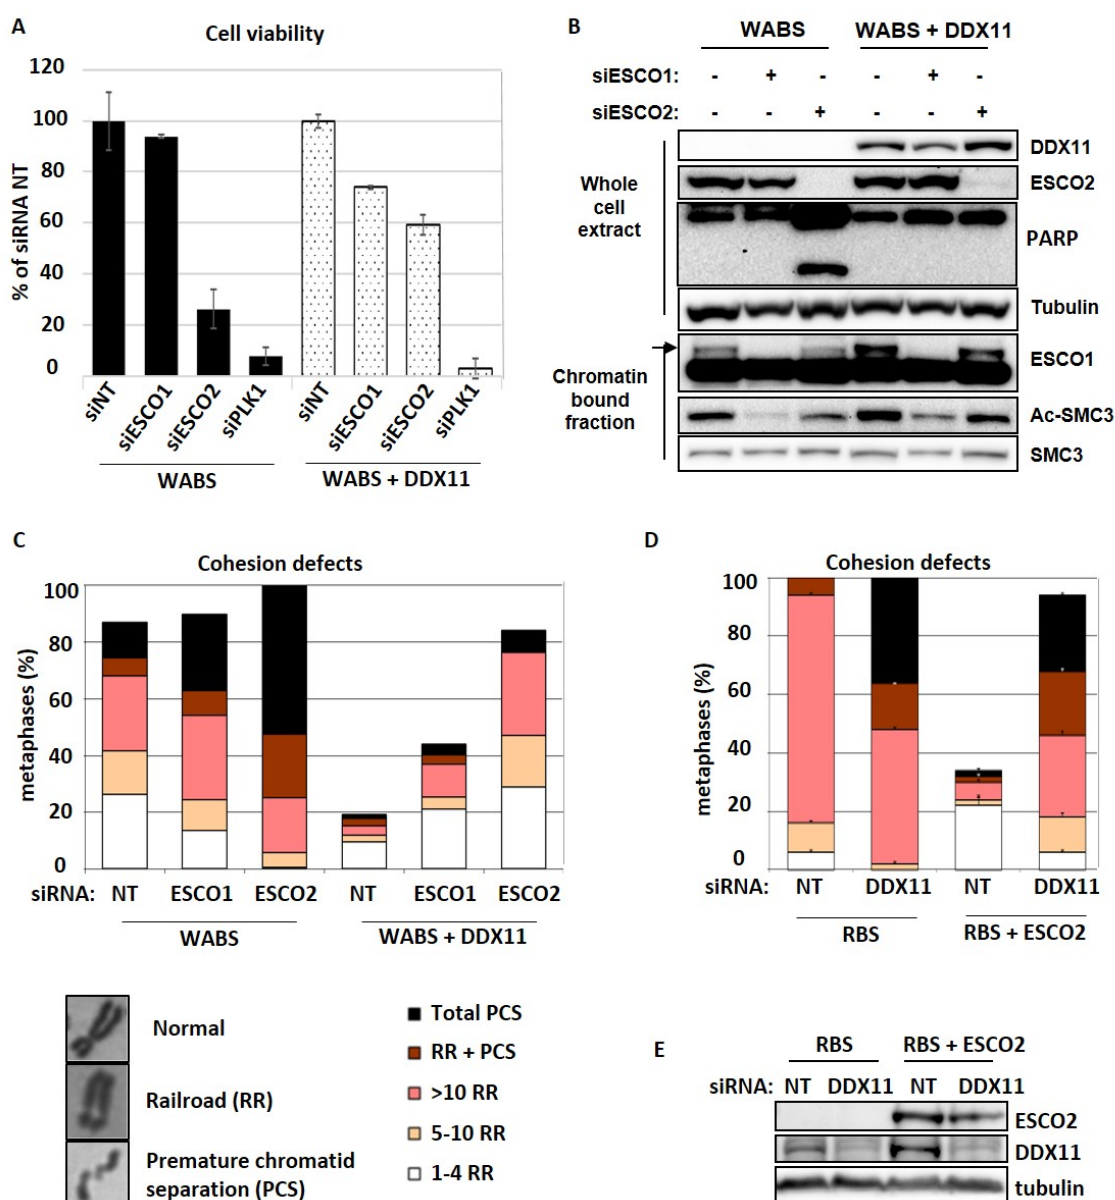 A
Cell viability
% of siRNA NT
120
100
80
60
40
20
0
siNT
siESCO1
siESCO2
siPLK1
siNT
siESCO1
siESCO2
siPLK1
WABS
WABS + DDX11
B
WABS
WABS + DDX11
siESCO1: - + - - + -
siESCO2: - - + - - +
Whole
cell
extract
DDX11
ESCO2
PARP
Tubulin
Chromatin
bound
fraction
ESCO1
Ac-SMC3
SMC3
C
Cohesion defects
metaphases (%)
100
80
60
40
20
0
siRNA: NT ESCO1 ESCO2 NT ESCO1 ESCO2
WABS
WABS + DDX11
D
Cohesion defects
metaphases (%)
100
80
60
40
20
0
siRNA: NT DDX11 NT DDX11
RBS
RBS + ESCO2
Normal
Railroad (RR)
Premature chromatid
separation (PCS)
Total PCS
RR + PCS
>10 RR
5-10 RR
1-4 RR
E
RBS
RBS + ESCO2
siRNA: NT DDX11 NT DDX11
ESCO2
DDX11
tubulin